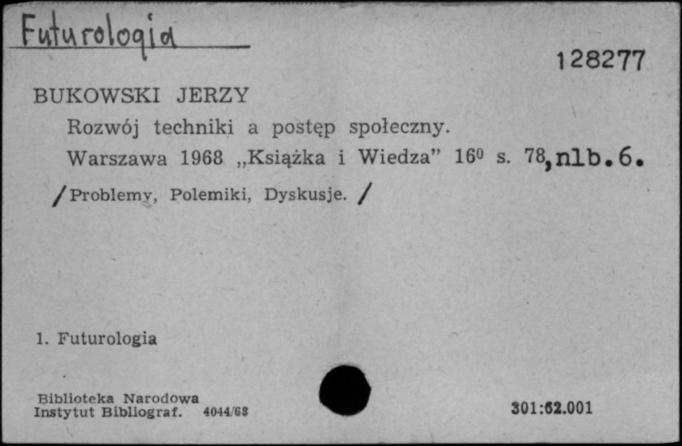 Futurologia
128277
BUKOWSKI JERZY
Rozwój techniki a postęp społeczny.
Warszawa 1968 „Książka i Wiedza” 16⁰ s. 78, nlb. 6.
/Problemy, Polemiki, Dyskusje. /
1. Futurologia
Biblioteka Narodowa
Instytut Bibliograf. 4044/68
301:62.001